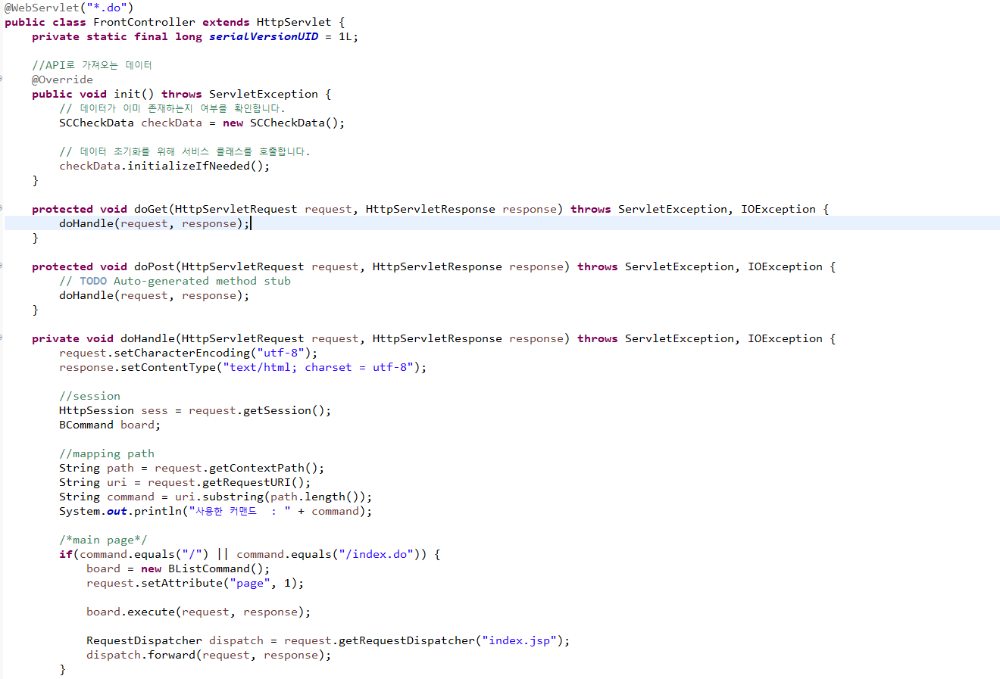 @WebServlet("*.do")
public class FrontController extends HttpServlet {
    private static final long serialVersionUID = 1L;

    //API로 가져오는 데이터
    @Override
    public void init() throws ServletException {
        // 데이터가 이미 존재하는지 여부를 확인합니다.
        SCCheckData checkData = new SCCheckData();

        // 데이터 초기화를 위해 서비스 클래스를 호출합니다.
        checkData.initializeIfNeeded();
    }

    protected void doGet(HttpServletRequest request, HttpServletResponse response) throws ServletException, IOException {
        doHandle(request, response);
    }

    protected void doPost(HttpServletRequest request, HttpServletResponse response) throws ServletException, IOException {
        // TODO Auto-generated method stub
        doHandle(request, response);
    }

    private void doHandle(HttpServletRequest request, HttpServletResponse response) throws ServletException, IOException {
        request.setCharacterEncoding("utf-8");
        response.setContentType("text/html; charset = utf-8");

        //session
        HttpSession sess = request.getSession();
        BCommand board;

        //mapping path
        String path = request.getContextPath();
        String uri = request.getRequestURI();
        String command = uri.substring(path.length());
        System.out.println("사용한 커맨드  : " + command);

        /*main page*/
        if(command.equals("/") || command.equals("/index.do")) {
            board = new BListCommand();
            request.setAttribute("page", 1);

            board.execute(request, response);

            RequestDispatcher dispatch = request.getRequestDispatcher("index.jsp");
            dispatch.forward(request, response);
        }